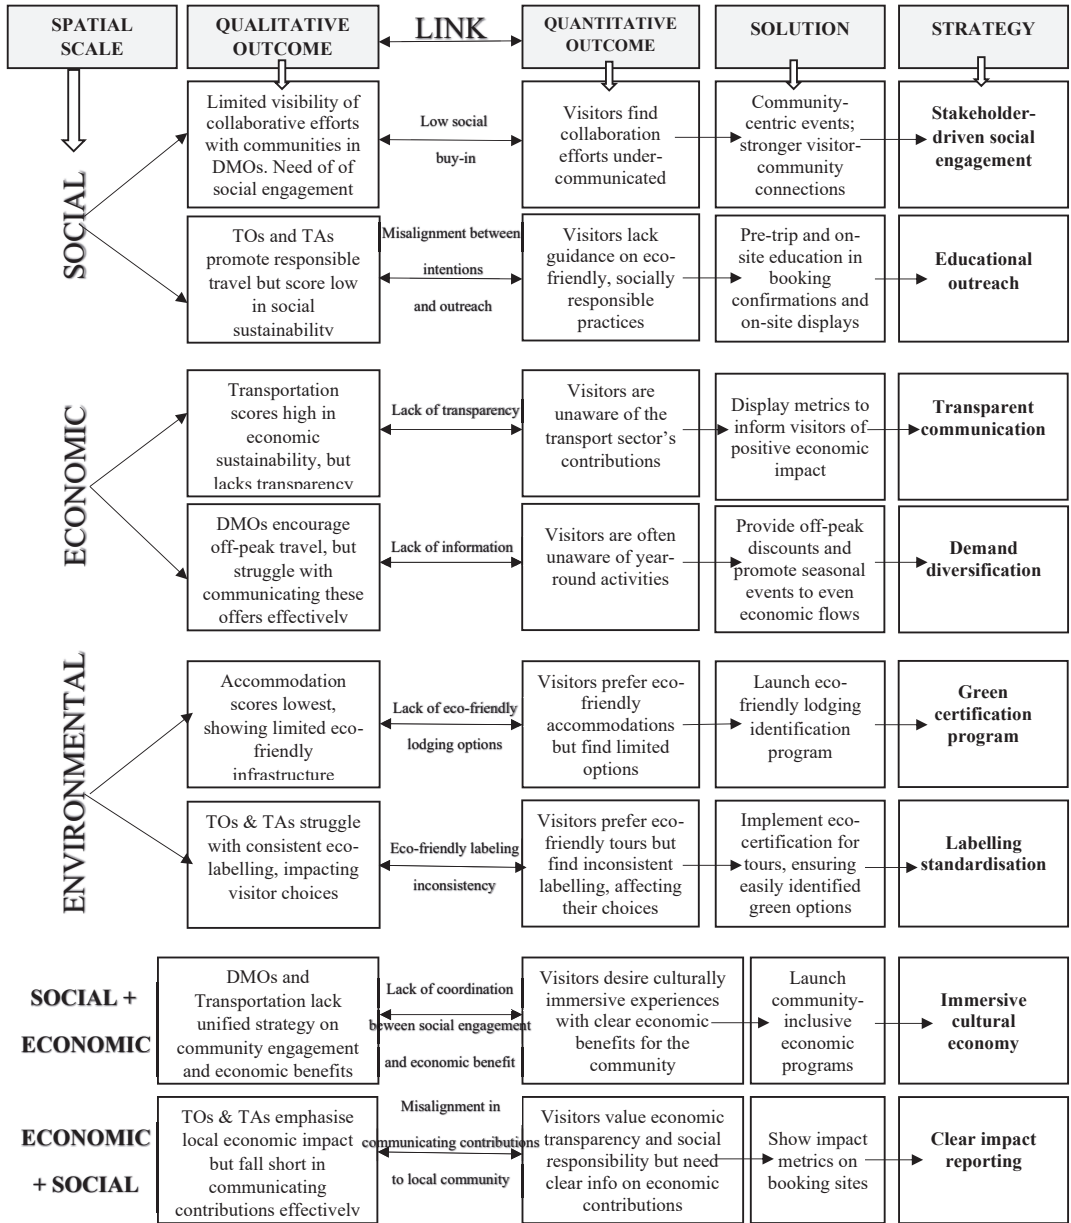 SPATIAL
SCALE
QUALITATIVE
OUTCOME
LINK
QUANTITATIVE
OUTCOME
SOLUTION
STRATEGY
SOCIAL
Limited visibility of
collaborative efforts
with communities in
DMOs. Need of of
social engagement
Low social
buy-in
Visitors find
collaboration
efforts under-
communicated
Community-
centric events;
stronger visitor-
community
connections
Stakeholder-
driven social
engagement
TOs and TAs
promote responsible
travel but score low
in social
sustainability
Misalignment between
intentions
and outreach
Visitors lack
guidance on eco-
friendly, socially
responsible
practices
Pre-trip and on-
site education in
booking
confirmations and
on-site displays
Educational
outreach
ECONOMIC
Transportation
scores high in
economic
sustainability, but
lacks transparency
Lack of transparency
Visitors are
unaware of the
transport sector's
contributions
Display metrics to
inform visitors of
positive economic
impact
Transparent
communication
DMOs encourage
off-peak travel, but
struggle with
communicating these
offers effectively
Lack of information
Visitors are often
unaware of year-
round activities
Provide off-peak
discounts and
promote seasonal
events to even
economic flows
Demand
diversification
ENVIRONMENTAL
Accommodation
scores lowest,
showing limited eco-
friendly
infrastructure
Lack of eco-friendly
lodging options
Visitors prefer eco-
friendly
accommodations
but find limited
options
Launch eco-
friendly lodging
identification
program
Green
certification
program
TOs & TAs struggle
with consistent eco-
labelling, impacting
visitor choices
Eco-friendly labeling
inconsistency
Visitors prefer eco-
friendly tours but
find inconsistent
labelling, affecting
their choices
Implement eco-
certification for
tours, ensuring
easily identified
green options
Labelling
standardisation
SOCIAL +
ECONOMIC
DMOs and
Transportation lack
unified strategy on
community engagement
and economic benefits
Lack of coordination
beween social engagement
and economic benefit
Visitors desire culturally
immersive experiences
with clear economic
benefits for the
community
Launch
community-
inclusive
economic
programs
Immersive
cultural
economy
ECONOMIC
+ SOCIAL
TOs & TAs emphasise
local economic impact
but fall short in
communicating
contributions effectively
Misalignment in
communicating contributions
to local community
Visitors value economic
transparency and social
responsibility but need
clear info on economic
contributions
Show impact
metrics on
booking sites
Clear impact
reporting